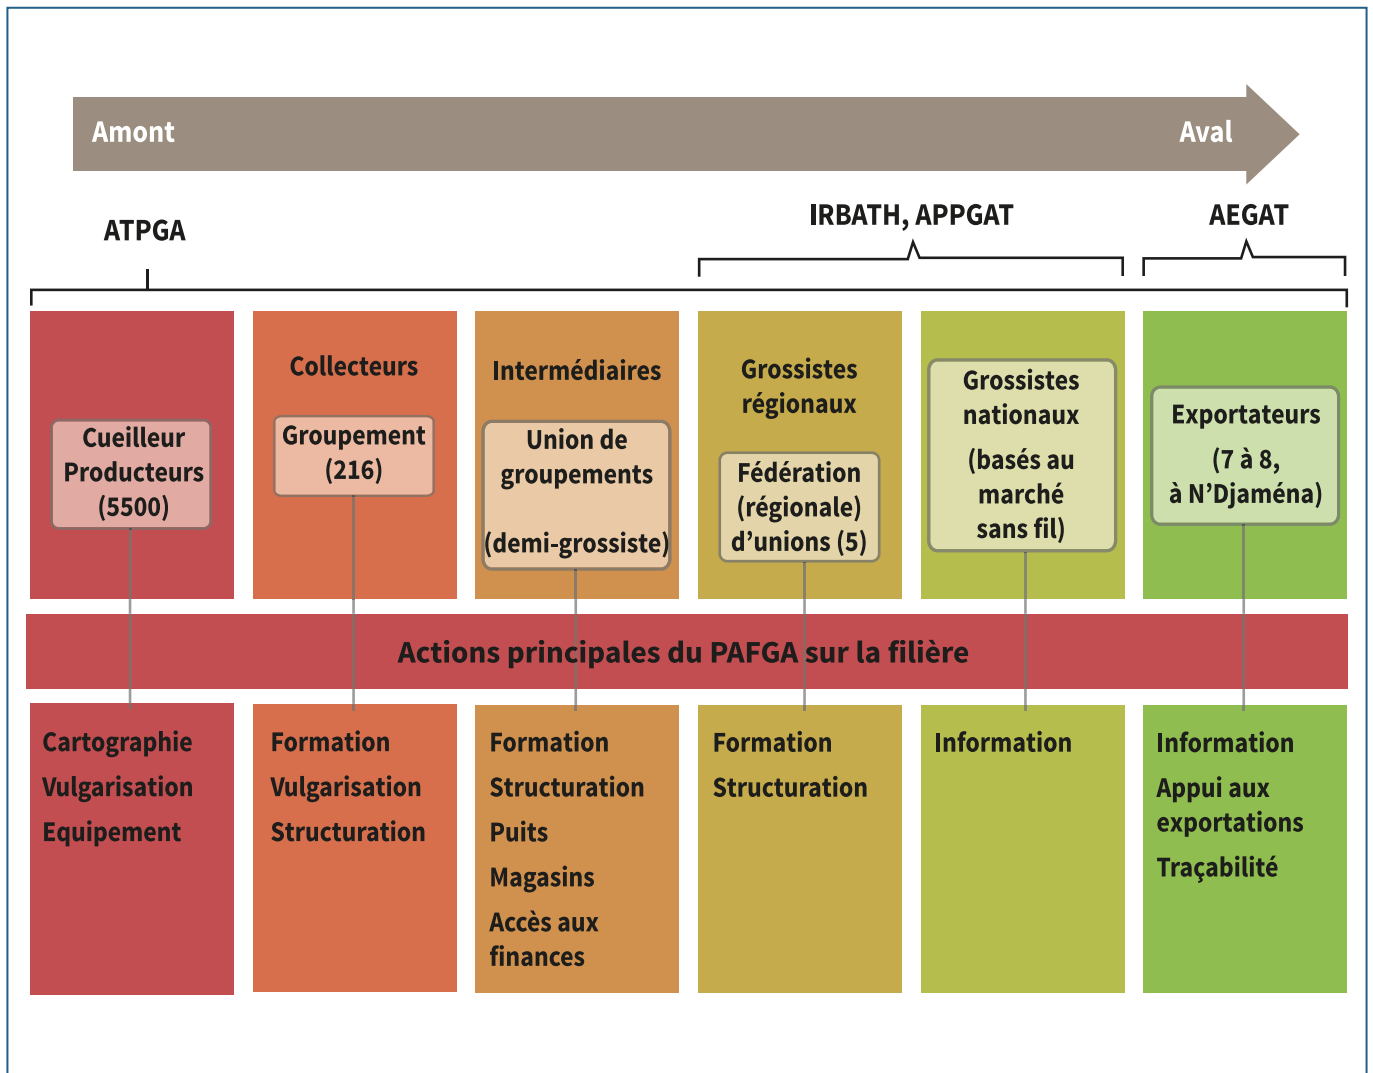 Amont
Aval
ATPGA
IRBATH, APPGAT
AEGAT
Cueilleur
Producteurs
(5500)
Collecteurs
Groupement
(216)
Intermédiaires
Union de
groupements
(demi-grossiste)
Grossistes
régionaux
Fédération
(régionale)
d’unions (5)
Grossistes
nationaux
(basés au
marché
sans fil)
Exportateurs
(7 à 8,
à N’Djaména)
Actions principales du PAFGA sur la filière
Cartographie
Vulgarisation
Equipement
Formation
Vulgarisation
Structuration
Formation
Structuration
Puits
Magasins
Accès aux
finances
Formation
Structuration
Information
Information
Appui aux
exportations
Traçabilité